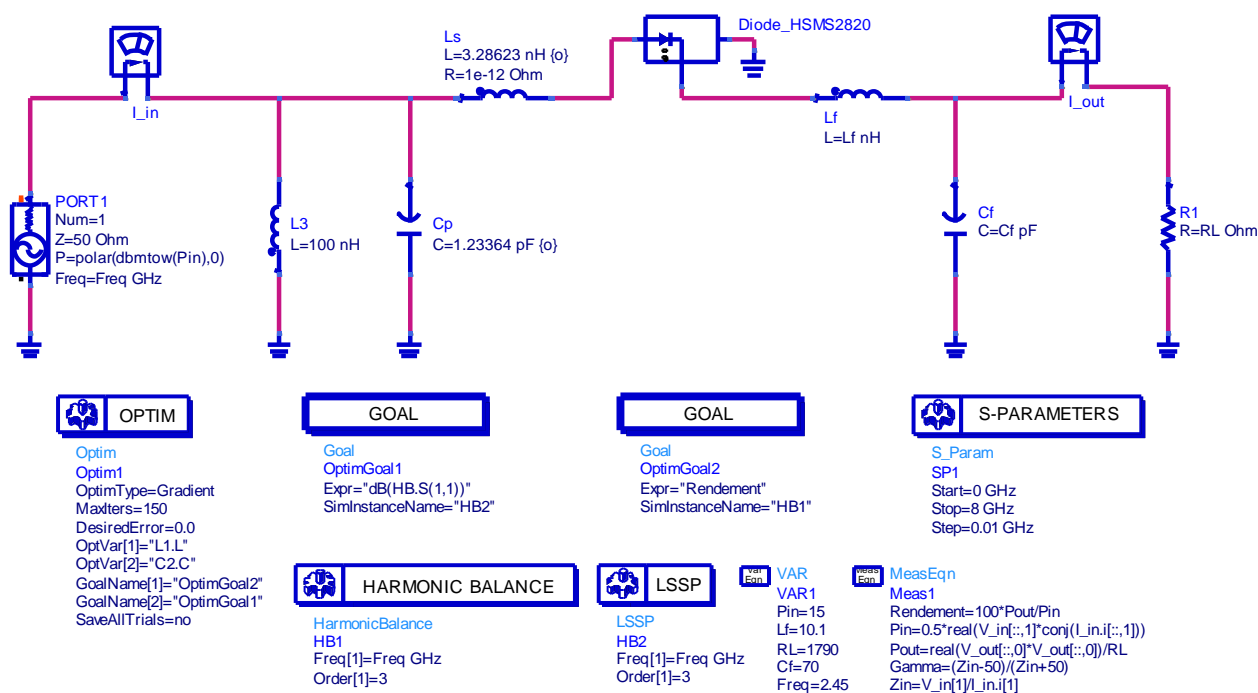 Diode_HSMS2820
Ls
L=3.28623 nH {o}
R=1e-12 Ohm
I_in
I_out
Lf
L=Lf nH
PORT1
Num=1
Z=50 Ohm
P=polar(dbmtow(Pin),0)
Freq=Freq GHz
L3
L=100 nH
Cp
C=1.23364 pF {o}
Cf
C=Cf pF
R1
R=RL Ohm
OPTIM
Optim
Optim1
OptimType=Gradient
MaxIters=150
DesiredError=0.0
OptVar[1]="L1.L"
OptVar[2]="C2.C"
GoalName[1]="OptimGoal2"
GoalName[2]="OptimGoal1"
SaveAllTrials=no
GOAL
Goal
OptimGoal1
Expr="dB(HB.S(1,1))"
SimInstanceName="HB2"
GOAL
Goal
OptimGoal2
Expr="Rendement"
SimInstanceName="HB1"
S-PARAMETERS
S_Param
SP1
Start=0 GHz
Stop=8 GHz
Step=0.01 GHz
HARMONIC BALANCE
HarmonicBalance
HB1
Freq[1]=Freq GHz
Order[1]=3
LSSP
LSSP
HB2
Freq[1]=Freq GHz
Order[1]=3
Var
Eqn
VAR
VAR1
Pin=15
Lf=10.1
RL=1790
Cf=70
Freq=2.45
Meas
Eqn
MeasEqn
Meas1
Rendement=100*Pout/Pin
Pin=0.5*real(V_in[::,1]*conj(I_in.i[::,1]))
Pout=real(V_out[::,0]*V_out[::,0])/RL
Gamma=(Zin-50)/(Zin+50)
Zin=V_in[1]/I_in.i[1]